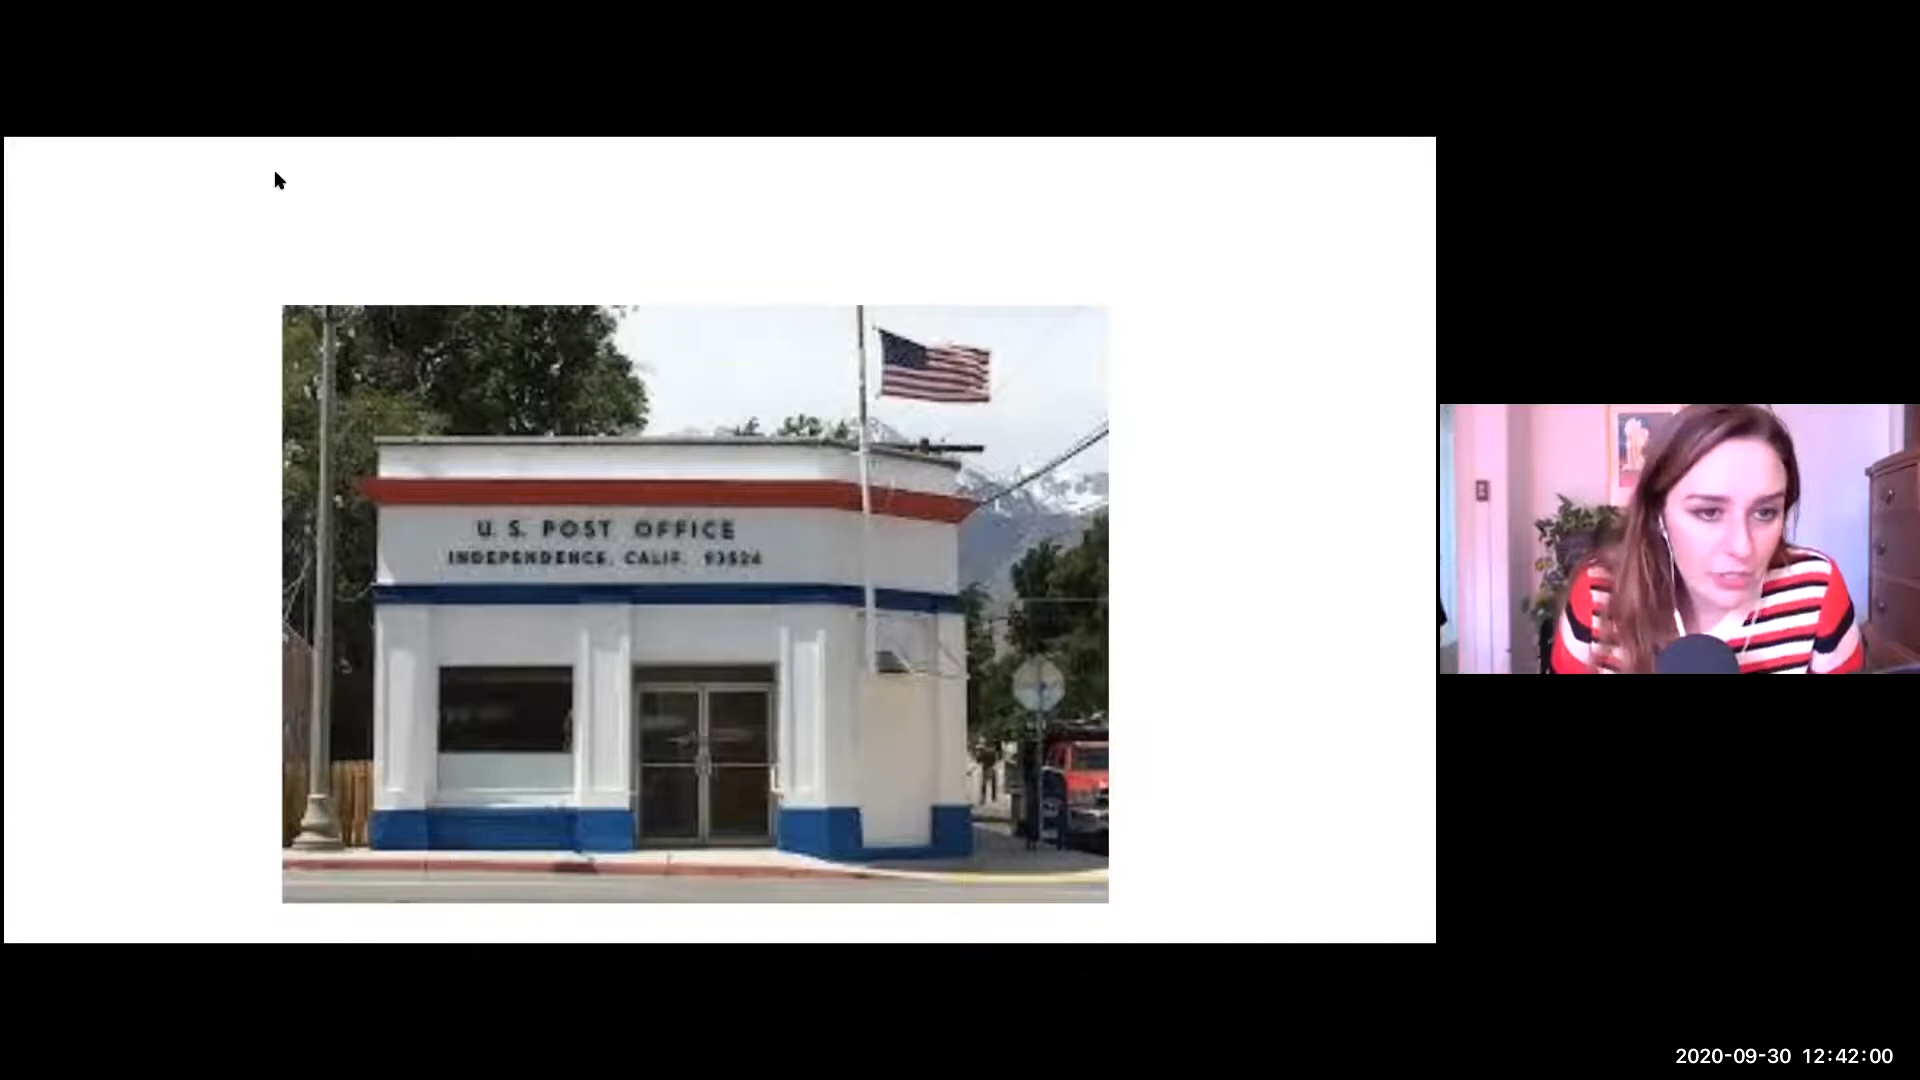 U. S. POST OFFICE
INDEPENDENCE, CALIF. 93526
2020-09-30 12:42:00